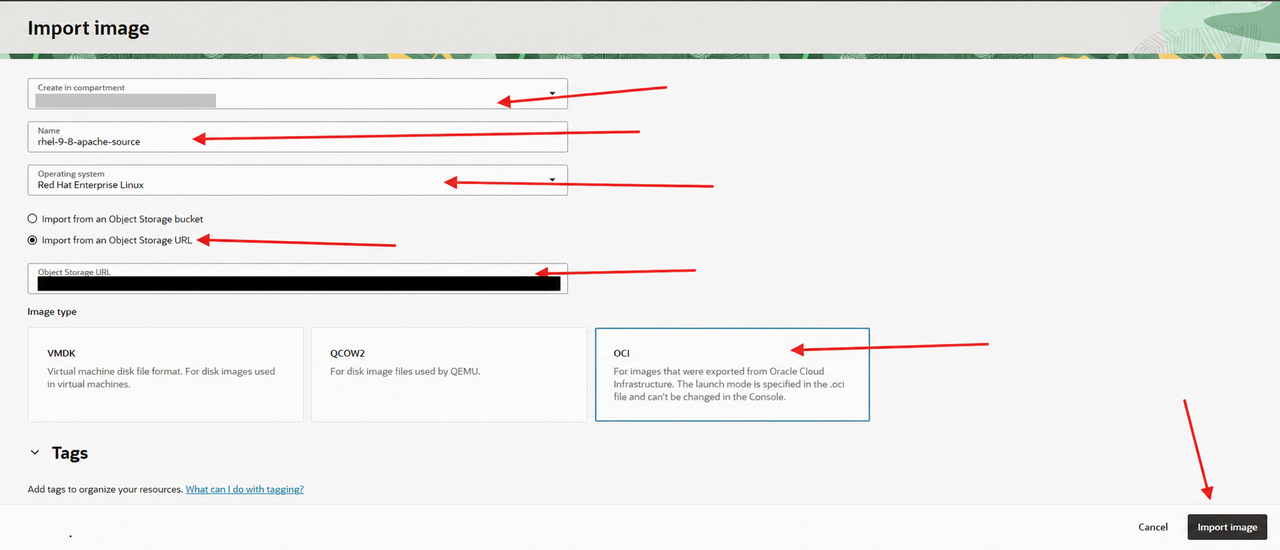 Import image
Create in compartment
Name
rhel-9-8-apache-source
Operating system
Red Hat Enterprise Linux
Import from an Object Storage bucket
Import from an Object Storage URL
Object Storage URL
Image type
VMDK
Virtual machine disk file format. For disk images used
in virtual machines.
QCOW2
For disk image files used by QEMU.
OCI
For images that were exported from Oracle Cloud
Infrastructure. The launch mode is specified in the .oci
file and can't be changed in the Console.
Tags
Add tags to organize your resources. What can I do with tagging?
Cancel
Import image